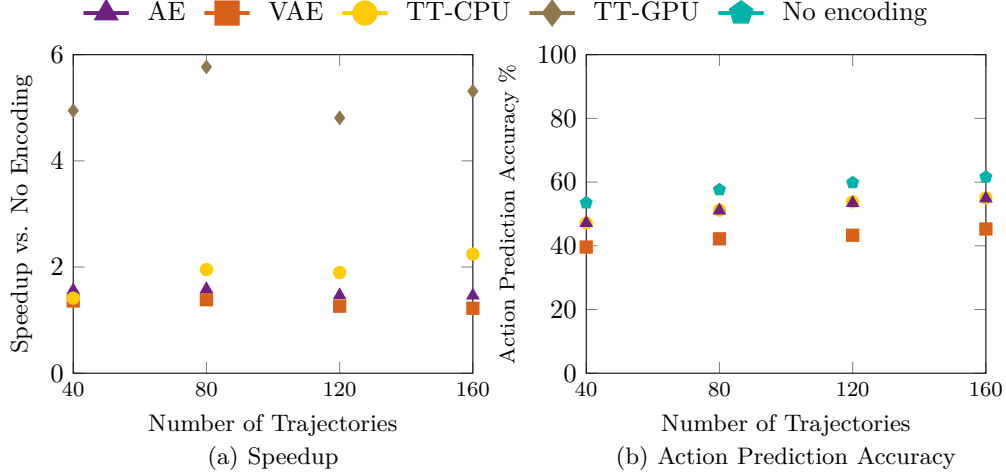 AE VAE TT-CPU TT-GPU No encoding
Speedup vs. No Encoding
6
4
2
0
40 80 120 160
Number of Trajectories
(a) Speedup
Action Prediction Accuracy %
100
80
60
40
20
0
40 80 120 160
Number of Trajectories
(b) Action Prediction Accuracy